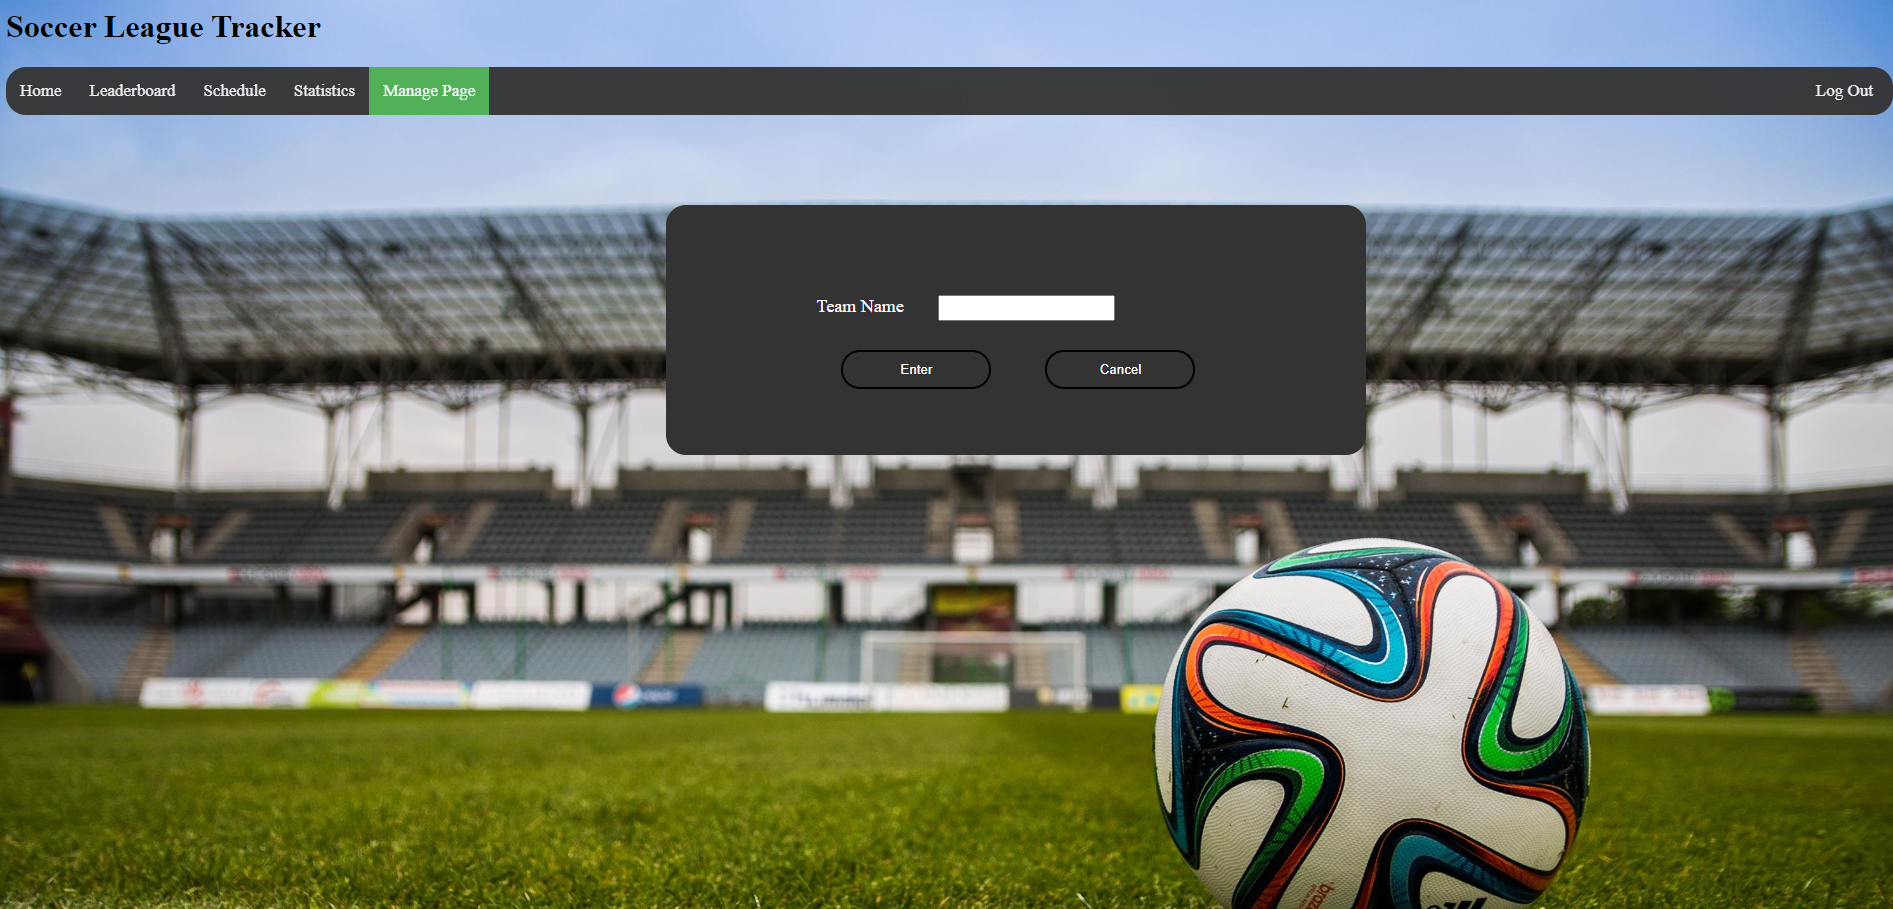 Soccer League Tracker
Home Leaderboard Schedule Statistics Manage Page Log Out
Team Name
Enter Cancel